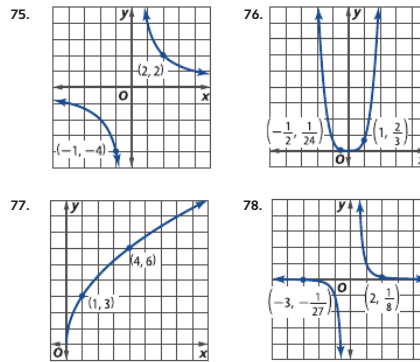 75.
y
(2, 2)
O
x
(−1, −4)
76.
y
(−1/2, 1/24)
(1, 2/3)
O
77.
y
(4, 6)
(1, 3)
O
x
78.
y
O
(−3, −1/27)
(2, 1/8)